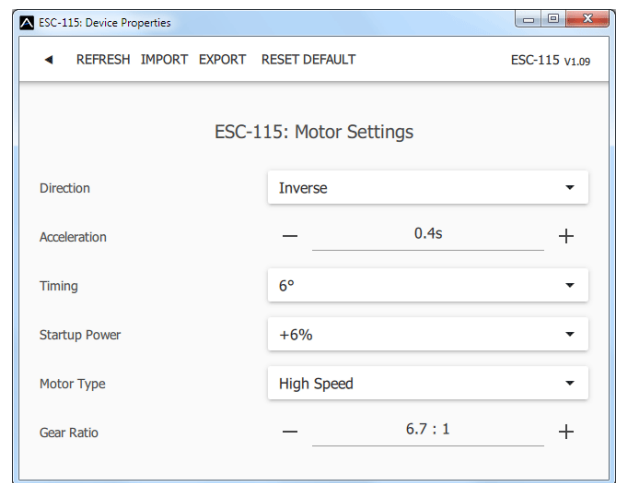 ESC-115: Device Properties
REFRESH IMPORT EXPORT RESET DEFAULT ESC-115 V1.09
ESC-115: Motor Settings
Direction Inverse
Acceleration — 0.4s +
Timing 6°
Startup Power +6%
Motor Type High Speed
Gear Ratio — 6.7 : 1 +